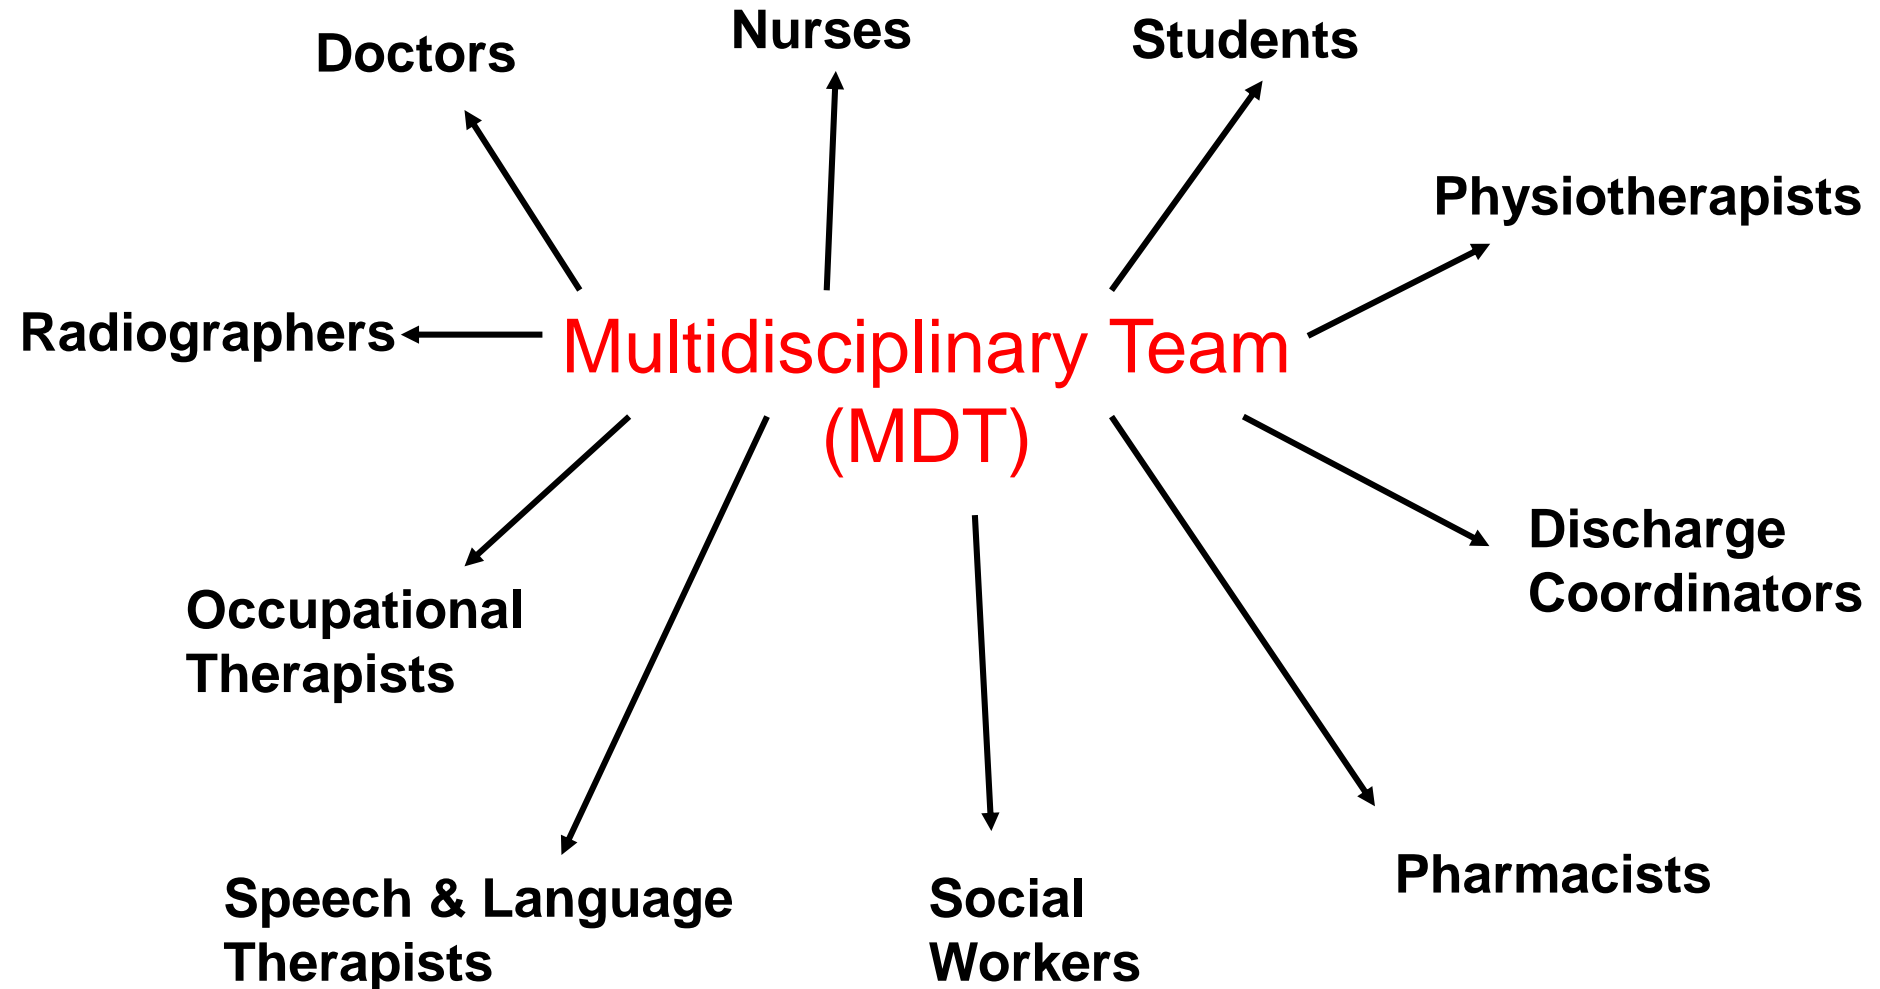 Nurses
Students
Doctors
Physiotherapists
Radiographers
Multidisciplinary Team
(MDT)
Discharge
Coordinators
Occupational
Therapists
Pharmacists
Speech & Language
Therapists
Social
Workers